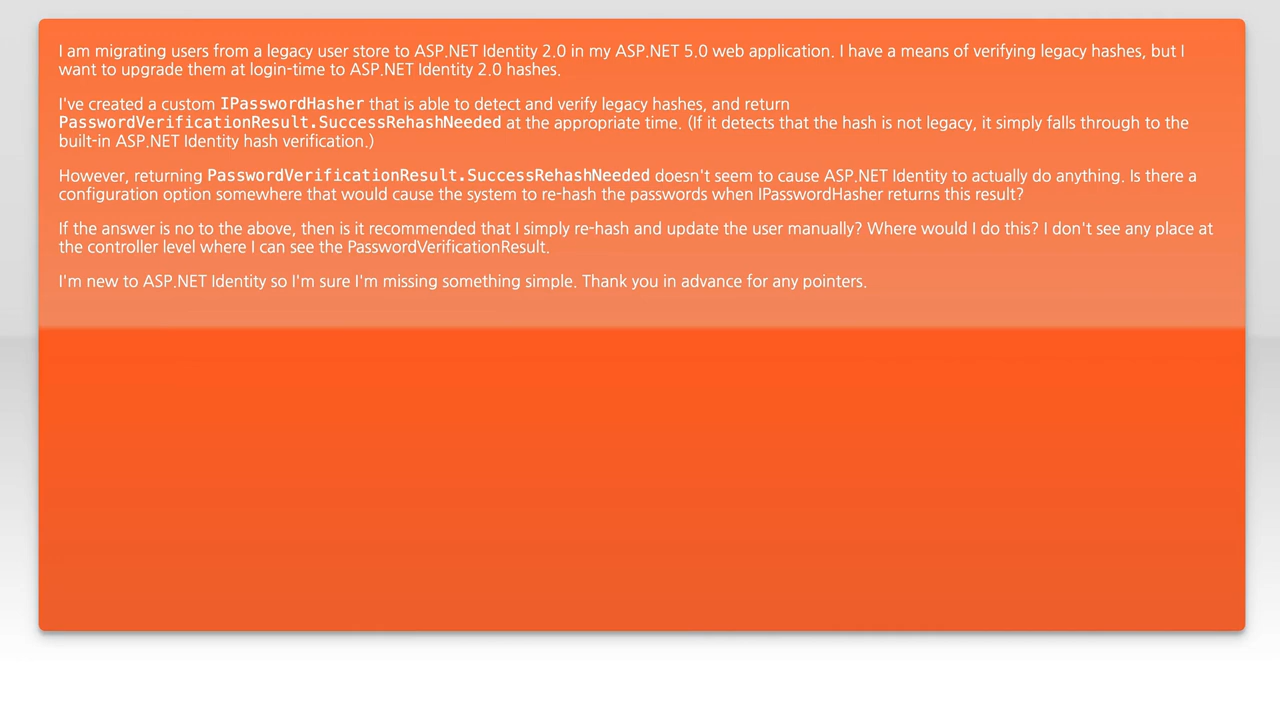 I am migrating users from a legacy user store to ASP.NET Identity 2.0 in my ASP.NET 5.0 web application. I have a means of verifying legacy hashes, but I
want to upgrade them at login-time to ASP.NET Identity 2.0 hashes.
I've created a custom IPasswordHasher that is able to detect and verify legacy hashes, and return
PasswordVerificationResult.SuccessRehashNeeded at the appropriate time. (If it detects that the hash is not legacy, it simply falls through to the
built-in ASP.NET Identity hash verification.)
However, returning PasswordVerificationResult.SuccessRehashNeeded doesn't seem to cause ASP.NET Identity to actually do anything. Is there a
configuration option somewhere that would cause the system to re-hash the passwords when IPasswordHasher returns this result?
If the answer is no to the above, then is it recommended that I simply re-hash and update the user manually? Where would I do this? I don't see any place at
the controller level where I can see the PasswordVerificationResult.
I'm new to ASP.NET Identity so I'm sure I'm missing something simple. Thank you in advance for any pointers.